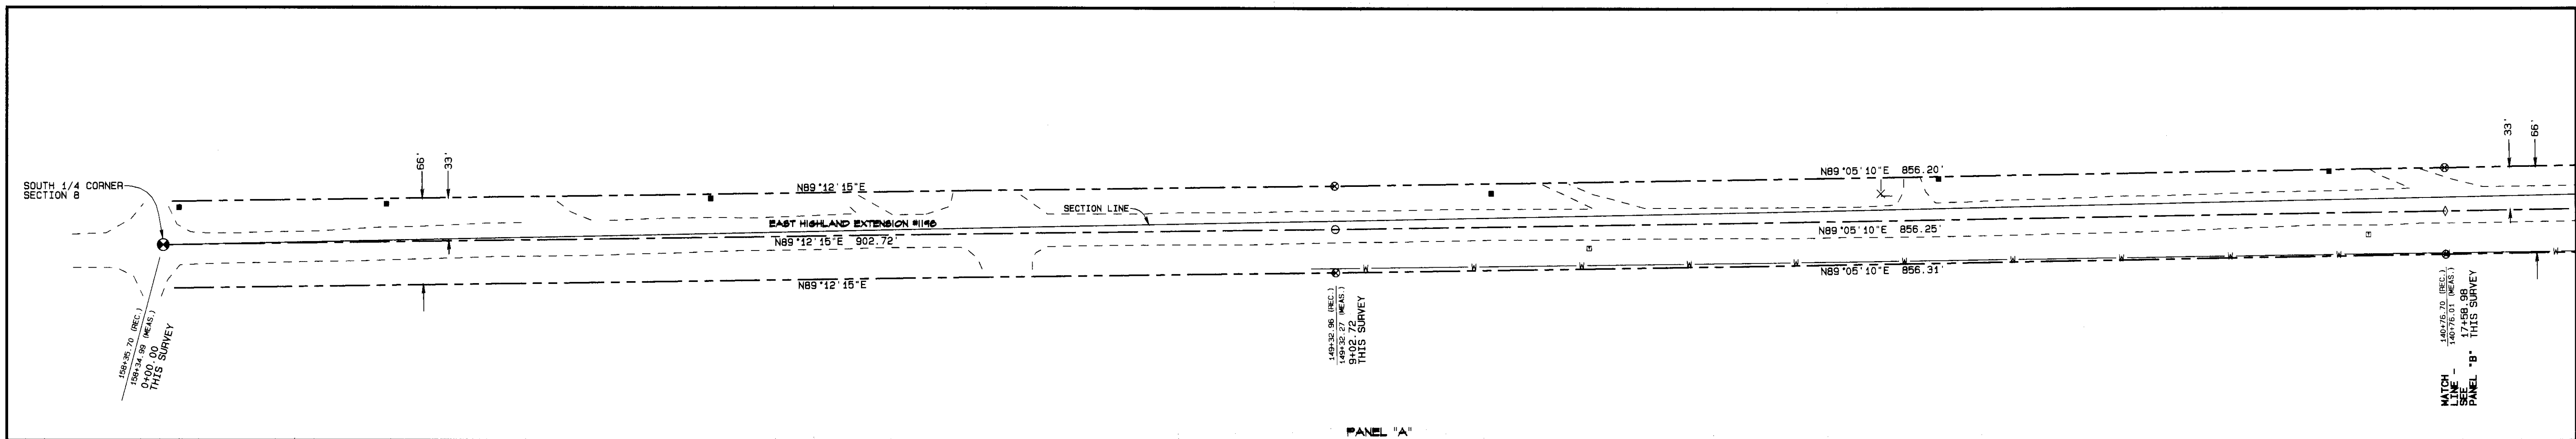 SOUTH 1/4 CORNER
SECTION 8
66'
33'
N89°12'15"E
SECTION LINE
EAST HIGHLAND EXTENSION #1196
N89°12'15"E 902.72'
N89°12'15"E
158+35.70 (REC.)
158+34.99 (MEAS.)
0+00.00
THIS SURVEY
149+32.96 (REC.)
149+32.27 (MEAS.)
9+02.72
THIS SURVEY
N89°05'10"E 856.20'
N89°05'10"E 856.25'
T
T
W W W W W W W W W W W
N89°05'10"E 856.31'
33'
66'
140+76.70 (REC.)
140+76.01 (MEAS.)
17+58.98
THIS SURVEY
MATCH
LINE -
SEE
PANEL "B"
PANEL "A"